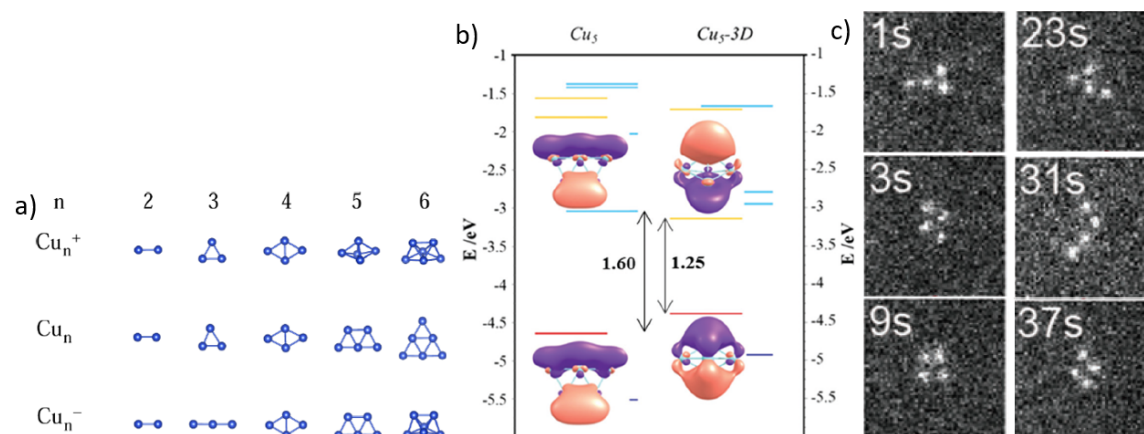 a)
n 2 3 4 5 6
Cuₙ⁺
Cuₙ
Cuₙ⁻
b)
Cu₅ Cu₅-3D
E /eV
-1
-1.5
-2
-2.5
-3
-3.5
-4
-4.5
-5
-5.5
1.60 1.25
-1
-1.5
-2
-2.5
-3
-3.5
-4
-4.5
-5
-5.5
E /eV
c)
1s 23s
3s 31s
9s 37s